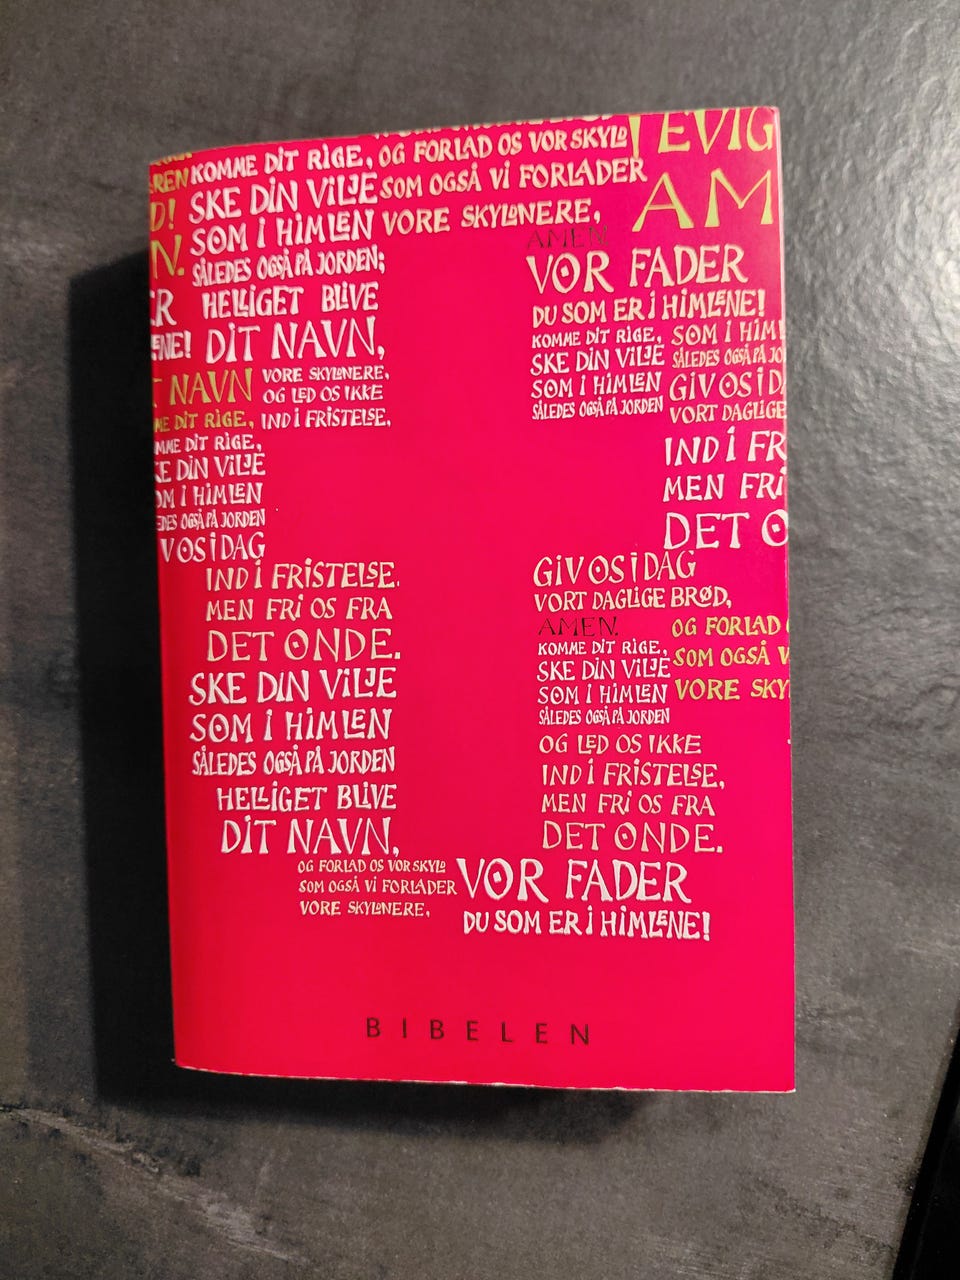 KOMME DIT RIGE, OG FORLAD OS VOR SKYLD I EVIG
SKE DIN VILJE SOM OGSÅ VI FORLADER
SOM I HIMLEN VORE SKYLDNERE, AM
SÅLEDES OGSÅ PÅ JORDEN;
HELLIGET BLIVE
DIT NAVN,
NAVN
VORE SKYLDNERE,
OG LED OS IKKE
DIT RIGE, IND I FRISTELSE,
DIT RIGE,
DIN VILJE
I HIMLEN
OGSÅ PÅ JORDEN
V OS I DAG
IND I FRISTELSE.
MEN FRI OS FRA
DET ONDE.
SKE DIN VILJE
SOM I HIMLEN
SÅLEDES OGSÅ PÅ JORDEN
HELLIGET BLIVE
DIT NAVN,
OG FORLAD OS VOR SKYLD
SOM OGSÅ VI FORLADER
VORE SKYLDNERE,
AMEN.
VOR FADER
DU SOM ER I HIMLENE!
KOMME DIT RIGE,
SKE DIN VILJE
SOM I HIMLEN
SÅLEDES OGSÅ PÅ JORDEN
SOM I HIML
SÅLEDES OGSÅ PÅ JO
GIV OS I D
VORT DAGLIGE
IND I FR
MEN FRI
DET O
GIV OS I DAG
VORT DAGLIGE BRØD,
AMEN.
OG FORLAD
SOM OGSÅ V
VORE SKY
KOMME DIT RIGE,
SKE DIN VILJE
SOM I HIMLEN
SÅLEDES OGSÅ PÅ JORDEN
OG LED OS IKKE
IND I FRISTELSE,
MEN FRI OS FRA
DET ONDE.
VOR FADER
DU SOM ER I HIMLENE!
BIBELEN